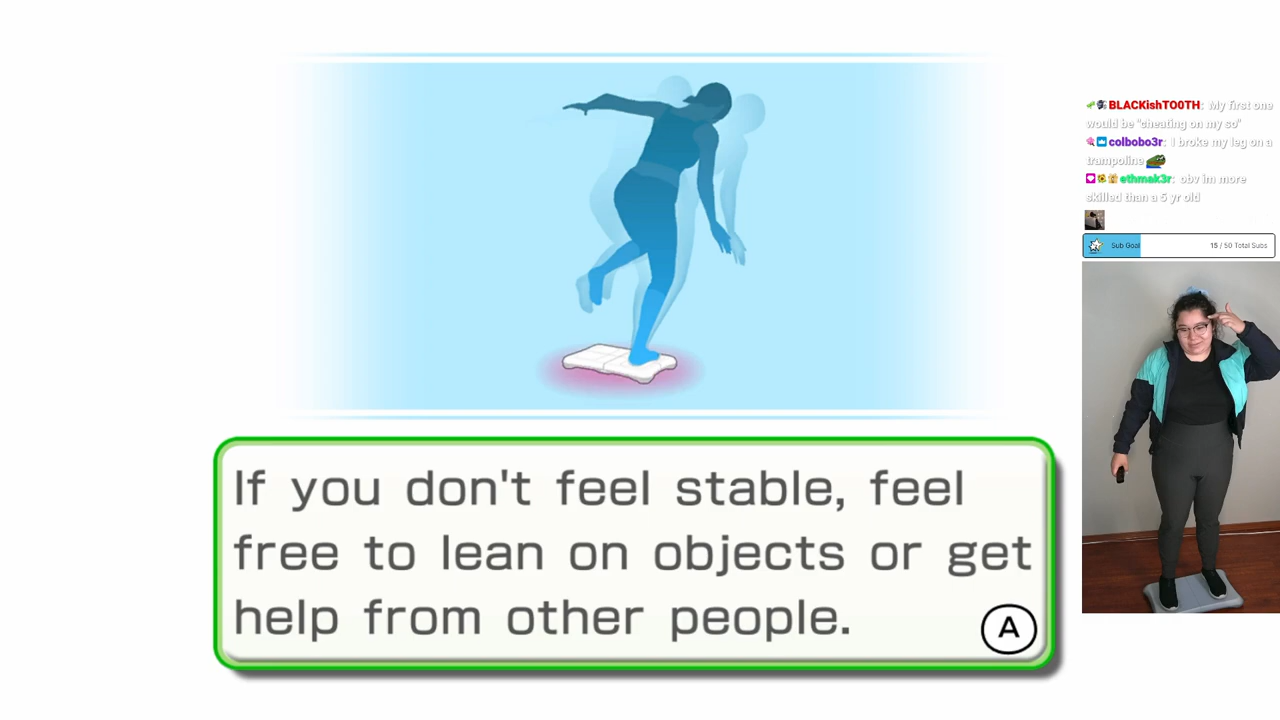 BLACKishTO0TH: My first one
would be "cheating on my so"
colbobo3r: I broke my leg on a
trampoline
ethmak3r: obv im more
skilled than a 5 yr old
Sub Goal 15 / 50 Total Subs
If you don't feel stable, feel
free to lean on objects or get
help from other people.
A